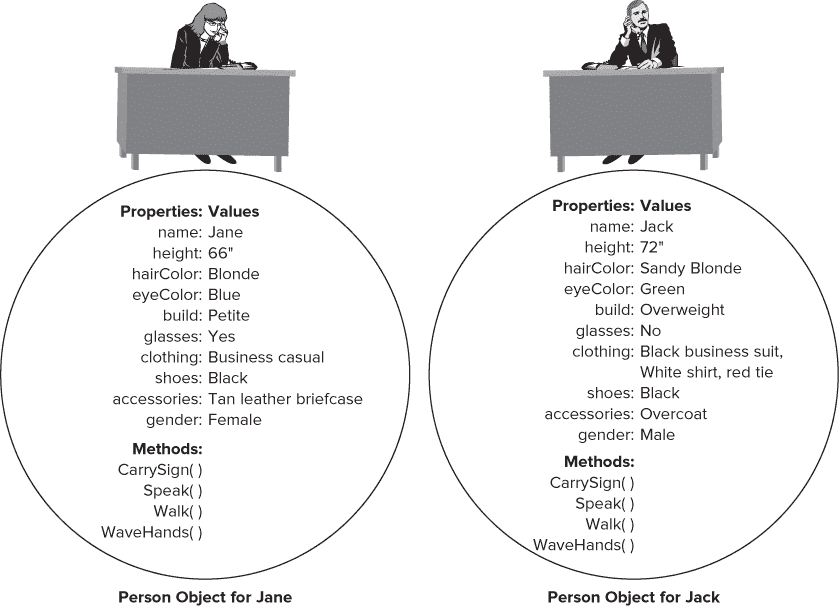 Properties: Values
name: Jane
height: 66"
hairColor: Blonde
eyeColor: Blue
build: Petite
glasses: Yes
clothing: Business casual
shoes: Black
accessories: Tan leather briefcase
gender: Female
Methods:
CarrySign( )
Speak( )
Walk( )
WaveHands( )
Person Object for Jane
Properties: Values
name: Jack
height: 72"
hairColor: Sandy Blonde
eyeColor: Green
build: Overweight
glasses: No
clothing: Black business suit,
White shirt, red tie
shoes: Black
accessories: Overcoat
gender: Male
Methods:
CarrySign( )
Speak( )
Walk( )
WaveHands( )
Person Object for Jack